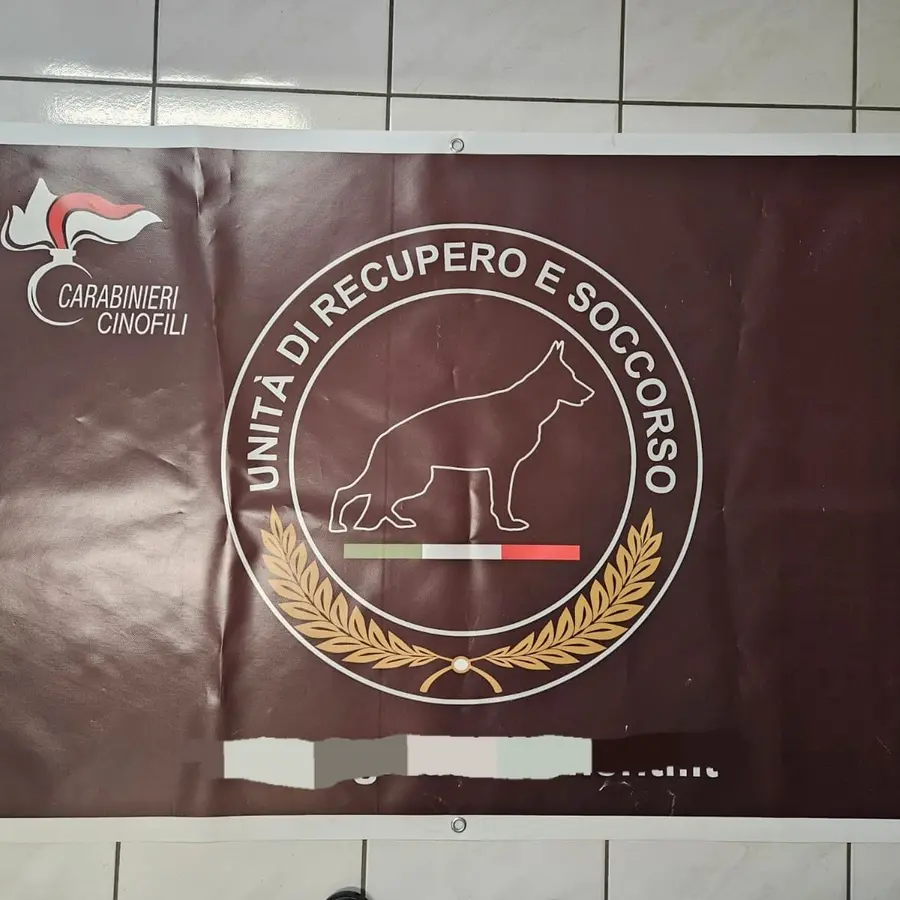 CARABINIERI
CINOFILI
UNITÀ DI RECUPERO E SOCCORSO